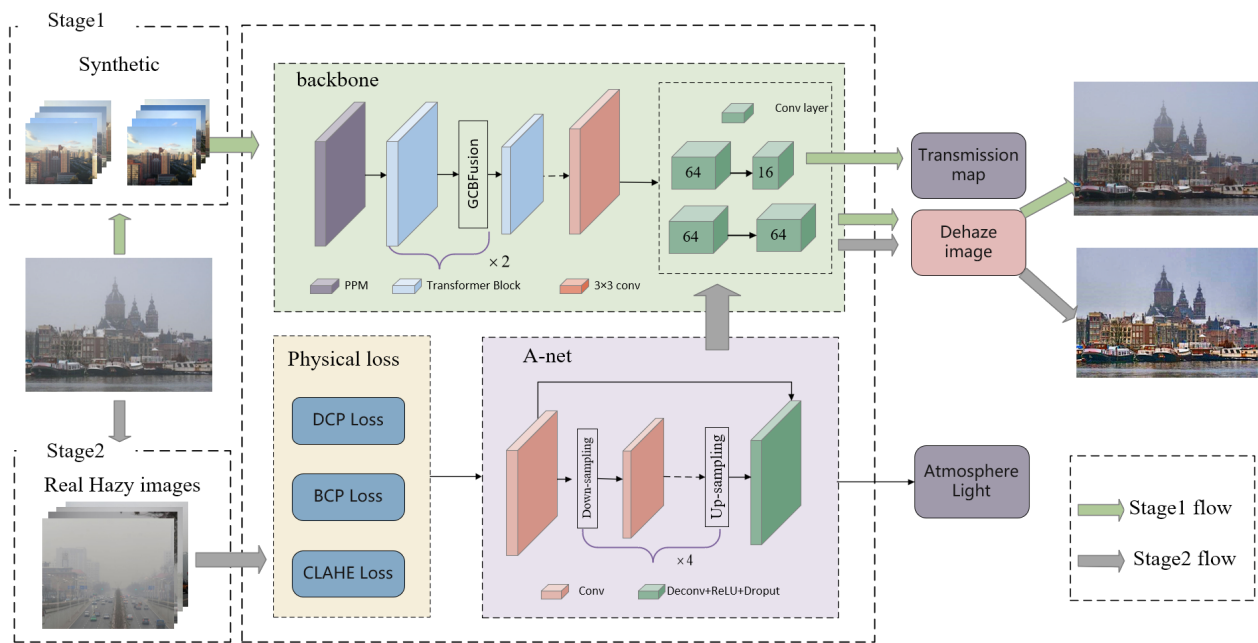 Stage1
Synthetic
backbone
GCBFusion
× 2
PPM
Transformer Block
3×3 conv
Conv layer
64
16
64
64
Transmission
map
Dehaze
image
Stage2
Real Hazy images
Physical loss
DCP Loss
BCP Loss
CLAHE Loss
A-net
Down-sampling
Up-sampling
×4
Conv
Deconv+ReLU+Droput
Atmosphere
Light
Stage1 flow
Stage2 flow